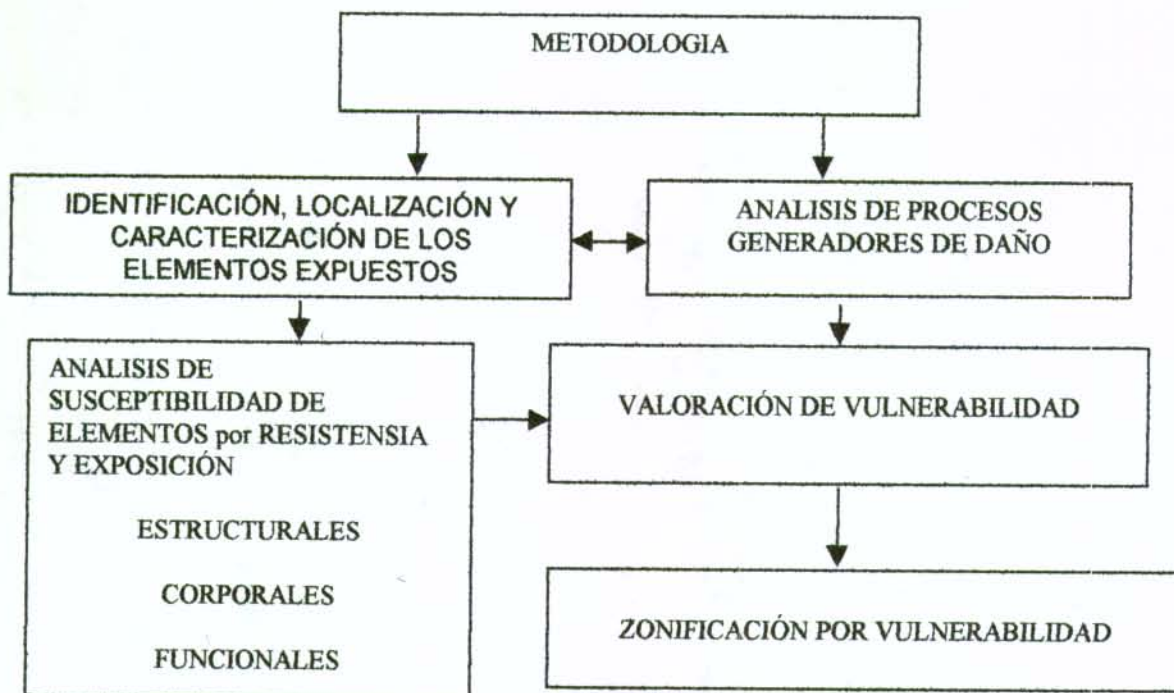 METODOLOGIA
IDENTIFICACIÓN, LOCALIZACIÓN Y
CARACTERIZACIÓN DE LOS
ELEMENTOS EXPUESTOS
ANALISIS DE PROCESOS
GENERADORES DE DAÑO
ANALISIS DE
SUSCEPTIBILIDAD DE
ELEMENTOS por RESISTENSIA
Y EXPOSICIÓN
ESTRUCTURALES
CORPORALES
FUNCIONALES
VALORACIÓN DE VULNERABILIDAD
ZONIFICACIÓN POR VULNERABILIDAD